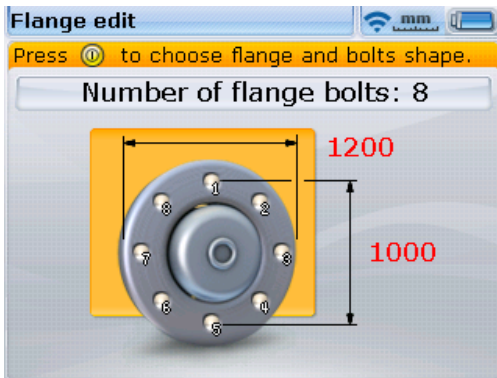 Flange edit
mm
Press to choose flange and bolts shape.
Number of flange bolts: 8
1200
1000
1
2
3
4
5
6
7
8